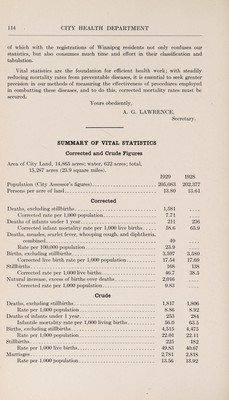 114 CITY HEALTH DEPARTMENT
of which with the registrations of Winnipeg residents not only confuses our
statistics, but also consumes much time and effort in their classification and
tabulation.
Vital statistics are the foundation for efficient health work; with steadily
reducing mortality rates from preventable diseases, it is essential to seek greater
precision in our methods of measuring the effectiveness of procedures employed
in combatting these diseases, and to do this, corrected mortality rates must be
secured.
Yours obediently,
A. G. LAWRENCE,
Secretary.
SUMMARY OF VITAL STATISTICS
Corrected and Crude Figures
Area of City Land, 14,865 acres; water, 622 acres; total,
15,287 acres (23.9 square miles).
1929 1928
Population (City Assessor's figures) 205,083 202,377
Persons per acre of land 13.80 13.61
Corrected
Deaths, excluding stillbirths 1,581 ....
Corrected rate per 1,000 population 7.71 ....
Deaths of infants under 1 year 211 236
Corrected infant mortality rate per 1,000 live births 58.6 65.9
Deaths, measles, scarlet fever, whooping cough, and diphtheria,
combined 49 ....
Rate per 100,000 population 23.9 ....
Births, excluding stillbirths 3,597 3,580
Corrected live birth rate per 1,000 population 17.54 17.69
Stillbirths 168 138
Corrected rate per 1,000 live births 46.7 38.5
Natural increase, excess of births over deaths 2,016 ....
Corrected rate per 1,000 population 9.83 ....
Crude
Deaths, excluding stillbirths 1,817 1,806
Rate per 1,000 population 8.86 8.92
Deaths of infants under 1 year 253 284
Infantile mortality rate per 1,000 living births 56.0 63.5
Births, excluding stillbirths 4,515 4,475
Rate per 1,000 population 22.01 22.11
Stillbirths 225 182
Rate per 1,000 live births 49.83 40.67
Marriages 2,781 2,818
Rate per 1,000 population 13.56 13.92